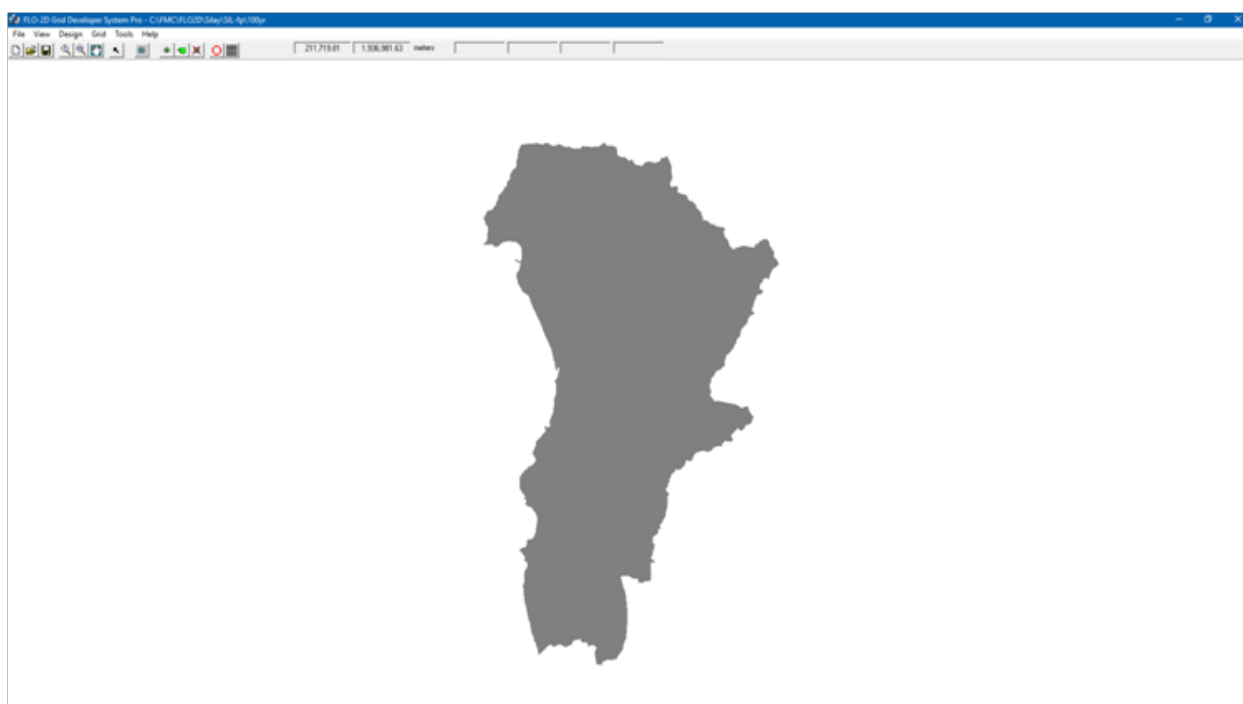 FLO-2D Grid Developer System Pro - C:\FMC\FLO2D\Silay\SIL-fp\100yr
File View Design Grid Tools Help
211,719.81 1,936,981.63 meters